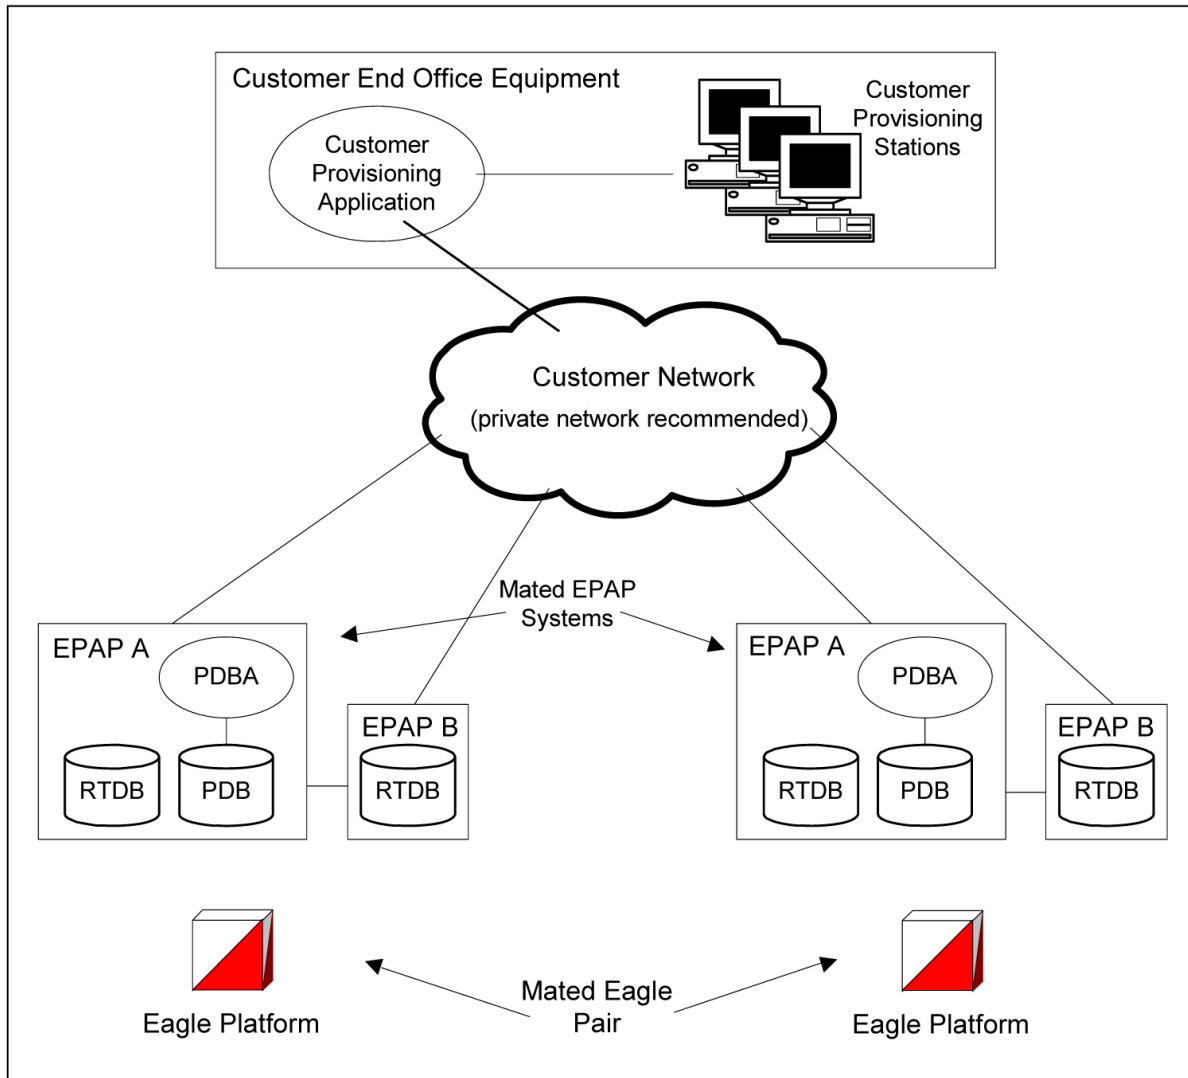 Customer End Office Equipment
Customer
Provisioning
Stations
Customer
Provisioning
Application
Customer Network
(private network recommended)
Mated EPAP
Systems
EPAP A
PDBA
RTDB
PDB
EPAP B
RTDB
EPAP A
PDBA
RTDB
PDB
EPAP B
RTDB
Mated Eagle
Pair
Eagle Platform
Eagle Platform